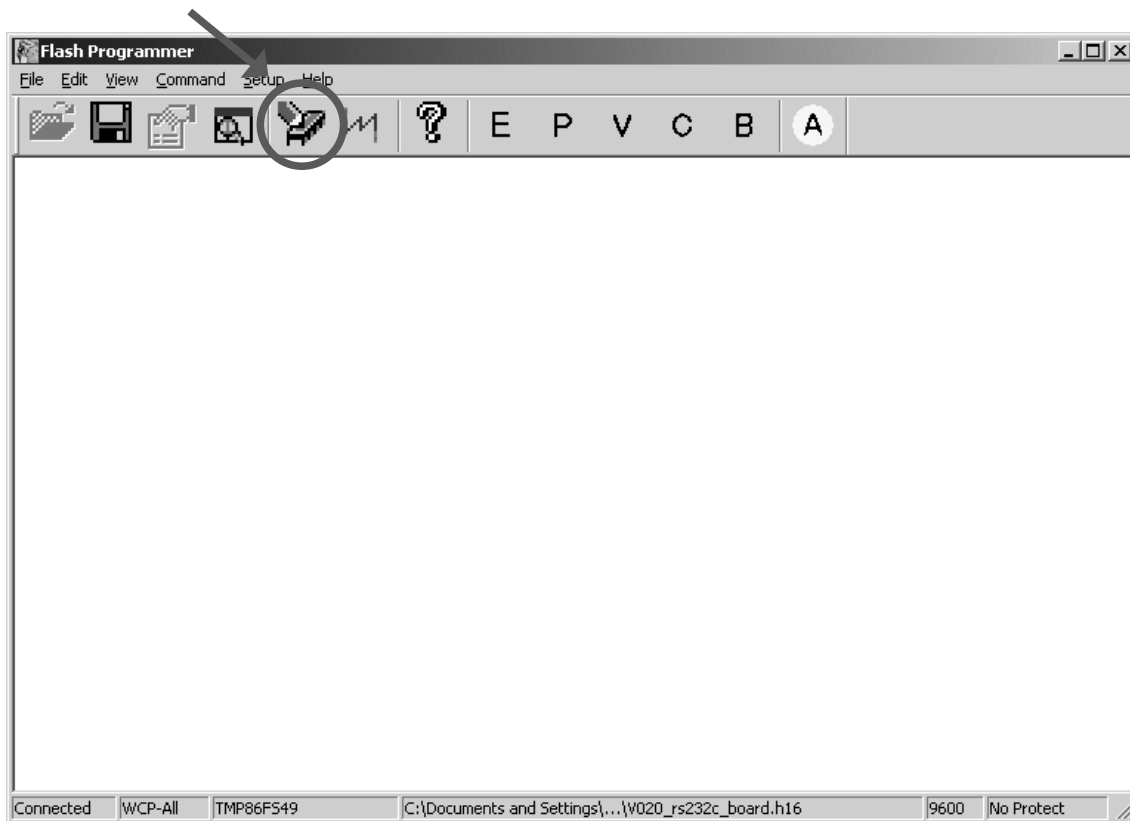 Flash Programmer
File Edit View Command Setup Help
E P V C B A
Connected WCP-All TMP86FS49 C:\Documents and Settings\...\V020_rs232c_board.h16 9600 No Protect